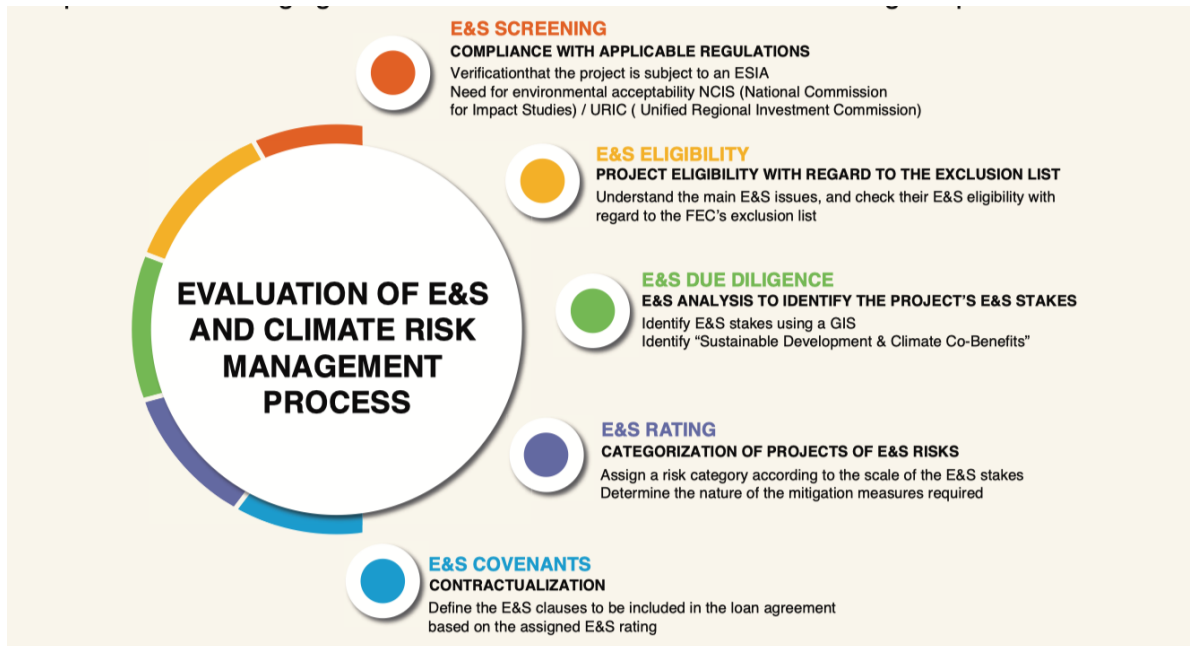 E&S SCREENING
COMPLIANCE WITH APPLICABLE REGULATIONS
Verificationthat the project is subject to an ESIA
Need for environmental acceptability NCIS (National Commission
for Impact Studies) / URIC ( Unified Regional Investment Commission)
E&S ELIGIBILITY
PROJECT ELIGIBILITY WITH REGARD TO THE EXCLUSION LIST
Understand the main E&S issues, and check their E&S eligibility with
regard to the FEC's exclusion list
EVALUATION OF E&S
AND CLIMATE RISK
MANAGEMENT
PROCESS
E&S DUE DILIGENCE
E&S ANALYSIS TO IDENTIFY THE PROJECT'S E&S STAKES
Identify E&S stakes using a GIS
Identify “Sustainable Development & Climate Co-Benefits”
E&S RATING
CATEGORIZATION OF PROJECTS OF E&S RISKS
Assign a risk category according to the scale of the E&S stakes
Determine the nature of the mitigation measures required
E&S COVENANTS
CONTRACTUALIZATION
Define the E&S clauses to be included in the loan agreement
based on the assigned E&S rating